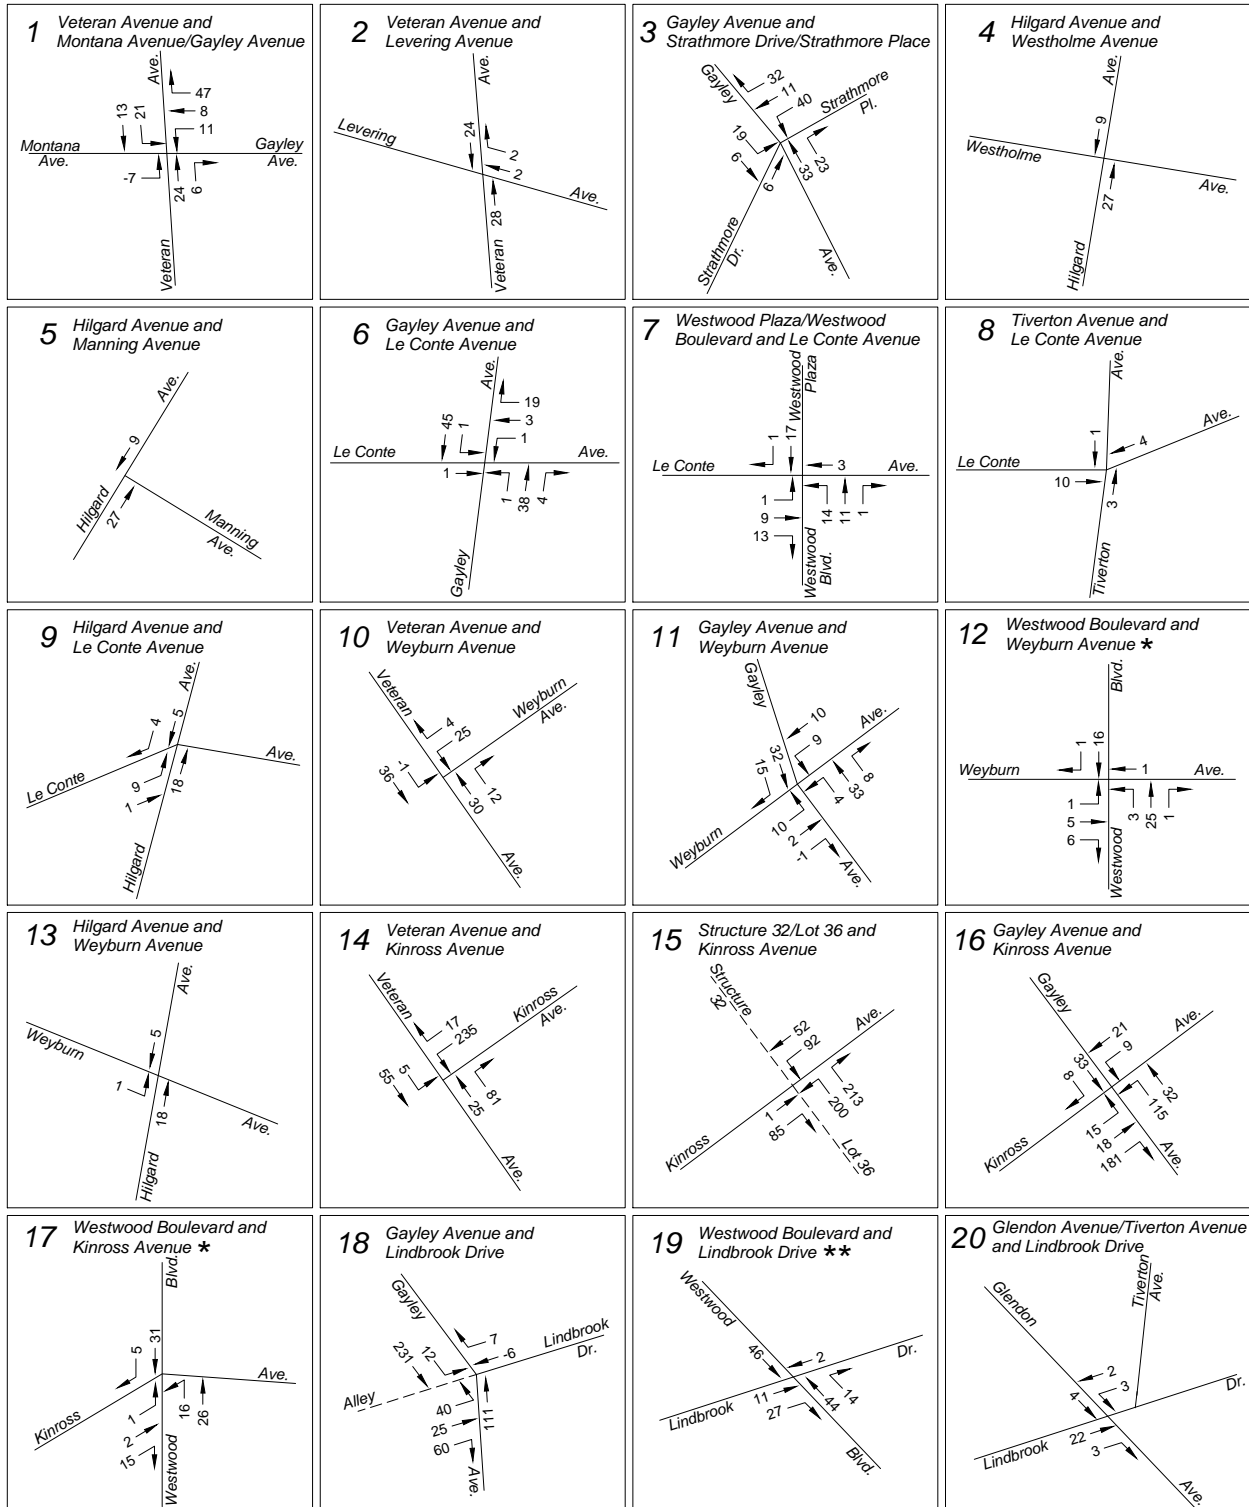 1 Veteran Avenue and
Montana Avenue/Gayley Avenue
Ave.
47
8
11
13
21
Montana
Ave.
Gayley
Ave.
-7
24
6
Veteran
2 Veteran Avenue and
Levering Avenue
Ave.
Levering
24
2
2
28
Ave.
Veteran
3 Gayley Avenue and
Strathmore Drive/Strathmore Place
Gayley
32
11
40
Strathmore
Pl.
19
6
6
33
23
Strathmore
Dr.
Ave.
4 Hilgard Avenue and
Westholme Avenue
Ave.
9
Westholme
Ave.
27
Hilgard
5 Hilgard Avenue and
Manning Avenue
Ave.
9
Hilgard
27
Manning
Ave.
6 Gayley Avenue and
Le Conte Avenue
Ave.
19
3
1
45
1
Le Conte
Ave.
1
1
38
4
Gayley
7 Westwood Plaza/Westwood
Boulevard and Le Conte Avenue
Westwood
Plaza
1
17
3
Le Conte
Ave.
1
9
13
14
11
1
Westwood
Blvd.
8 Tiverton Avenue and
Le Conte Avenue
Ave.
1
4
Ave.
Le Conte
10
3
Tiverton
9 Hilgard Avenue and
Le Conte Avenue
Ave.
4
5
Ave.
Le Conte
9
1
18
Hilgard
10 Veteran Avenue and
Weyburn Avenue
Veteran
4
25
Weyburn
Ave.
-1
36
30
12
Ave.
11 Gayley Avenue and
Weyburn Avenue
Gayley
10
9
Ave.
32
15
8
33
4
10
2
-1
Weyburn
Ave.
12 Westwood Boulevard and
Weyburn Avenue *
Blvd.
1
16
1
Weyburn
Ave.
1
5
6
3
25
1
Westwood
13 Hilgard Avenue and
Weyburn Avenue
Ave.
Weyburn
5
1
18
Ave.
Hilgard
14 Veteran Avenue and
Kinross Avenue
Veteran
17
235
Kinross
Ave.
5
55
25
81
Ave.
15 Structure 32/Lot 36 and
Kinross Avenue
Structure
32
52
92
Ave.
213
200
1
85
Kinross
Lot 36
16 Gayley Avenue and
Kinross Avenue
Gayley
21
9
Ave.
33
8
32
115
15
18
181
Kinross
Ave.
17 Westwood Boulevard and
Kinross Avenue *
Blvd.
5
31
Ave.
Kinross
1
2
15
16
26
Westwood
18 Gayley Avenue and
Lindbrook Drive
Gayley
7
-6
Lindbrook
Dr.
231
12
Alley
40
25
60
111
Ave.
19 Westwood Boulevard and
Lindbrook Drive **
Westwood
46
2
Dr.
11
27
44
14
Lindbrook
Blvd.
20 Glendon Avenue/Tiverton Avenue
and Lindbrook Drive
Glendon
Tiverton
Ave.
2
3
4
Dr.
22
3
Lindbrook
Ave.